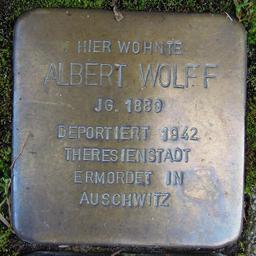 HIER WOHNTE
ALBERT WOLFF
JG. 1889
DEPORTIERT 1942
THERESIENSTADT
ERMORDET IN
AUSCHWITZ